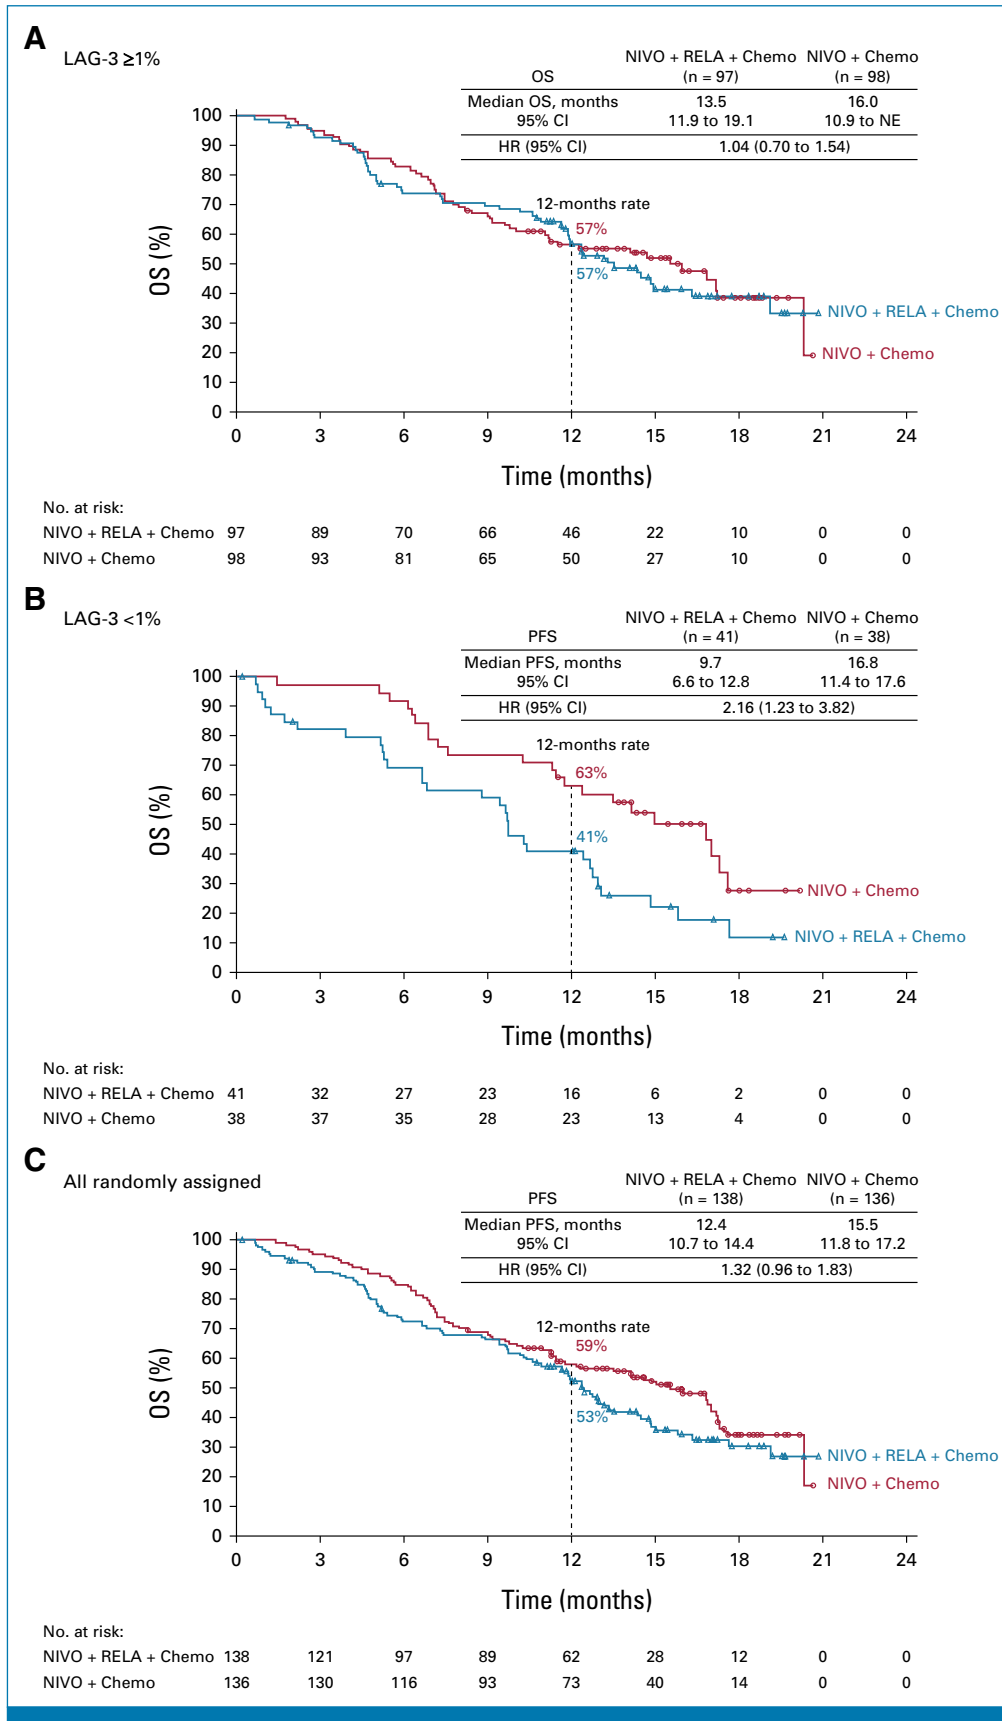 A
LAG-3 ≥1%
NIVO + RELA + Chemo NIVO + Chemo
OS (n = 97) (n = 98)
Median OS, months 13.5 16.0
95% CI 11.9 to 19.1 10.9 to NE
HR (95% CI) 1.04 (0.70 to 1.54)
100
90
80
70
60
50
40
30
20
10
0
OS (%)
12-months rate
57%
57%
NIVO + RELA + Chemo
NIVO + Chemo
0 3 6 9 12 15 18 21 24
Time (months)
No. at risk:
NIVO + RELA + Chemo 97 89 70 66 46 22 10 0 0
NIVO + Chemo 98 93 81 65 50 27 10 0 0
B
LAG-3 <1%
NIVO + RELA + Chemo NIVO + Chemo
PFS (n = 41) (n = 38)
Median PFS, months 9.7 16.8
95% CI 6.6 to 12.8 11.4 to 17.6
HR (95% CI) 2.16 (1.23 to 3.82)
100
90
80
70
60
50
40
30
20
10
0
OS (%)
12-months rate
63%
41%
NIVO + Chemo
NIVO + RELA + Chemo
0 3 6 9 12 15 18 21 24
Time (months)
No. at risk:
NIVO + RELA + Chemo 41 32 27 23 16 6 2 0 0
NIVO + Chemo 38 37 35 28 23 13 4 0 0
C
All randomly assigned
NIVO + RELA + Chemo NIVO + Chemo
PFS (n = 138) (n = 136)
Median PFS, months 12.4 15.5
95% CI 10.7 to 14.4 11.8 to 17.2
HR (95% CI) 1.32 (0.96 to 1.83)
100
90
80
70
60
50
40
30
20
10
0
OS (%)
12-months rate
59%
53%
NIVO + RELA + Chemo
NIVO + Chemo
0 3 6 9 12 15 18 21 24
Time (months)
No. at risk:
NIVO + RELA + Chemo 138 121 97 89 62 28 12 0 0
NIVO + Chemo 136 130 116 93 73 40 14 0 0